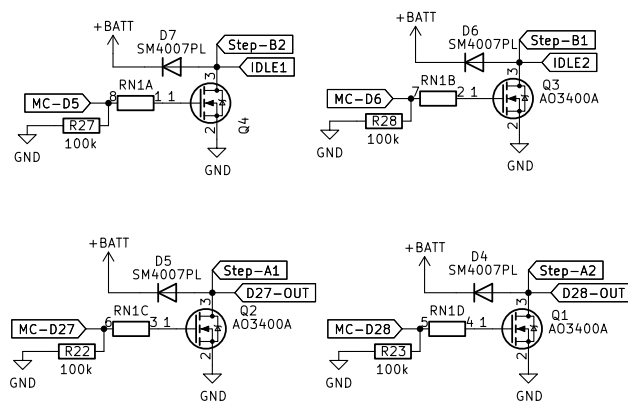 +BATT
D7
SM4007PL
Step-B2
IDLE1
RN1A
3
MC-D5
8
1
1
R27
100k
2
Q4
GND
GND
+BATT
D6
SM4007PL
Step-B1
IDLE2
RN1B
3
Q3
AO3400A
MC-D6
7
2
1
R28
100k
2
GND
GND
+BATT
D5
SM4007PL
Step-A1
D27-OUT
RN1C
3
Q2
AO3400A
MC-D27
6
3
1
R22
100k
2
GND
GND
+BATT
D4
SM4007PL
Step-A2
D28-OUT
RN1D
3
Q1
AO3400A
MC-D28
5
4
1
R23
100k
2
GND
GND